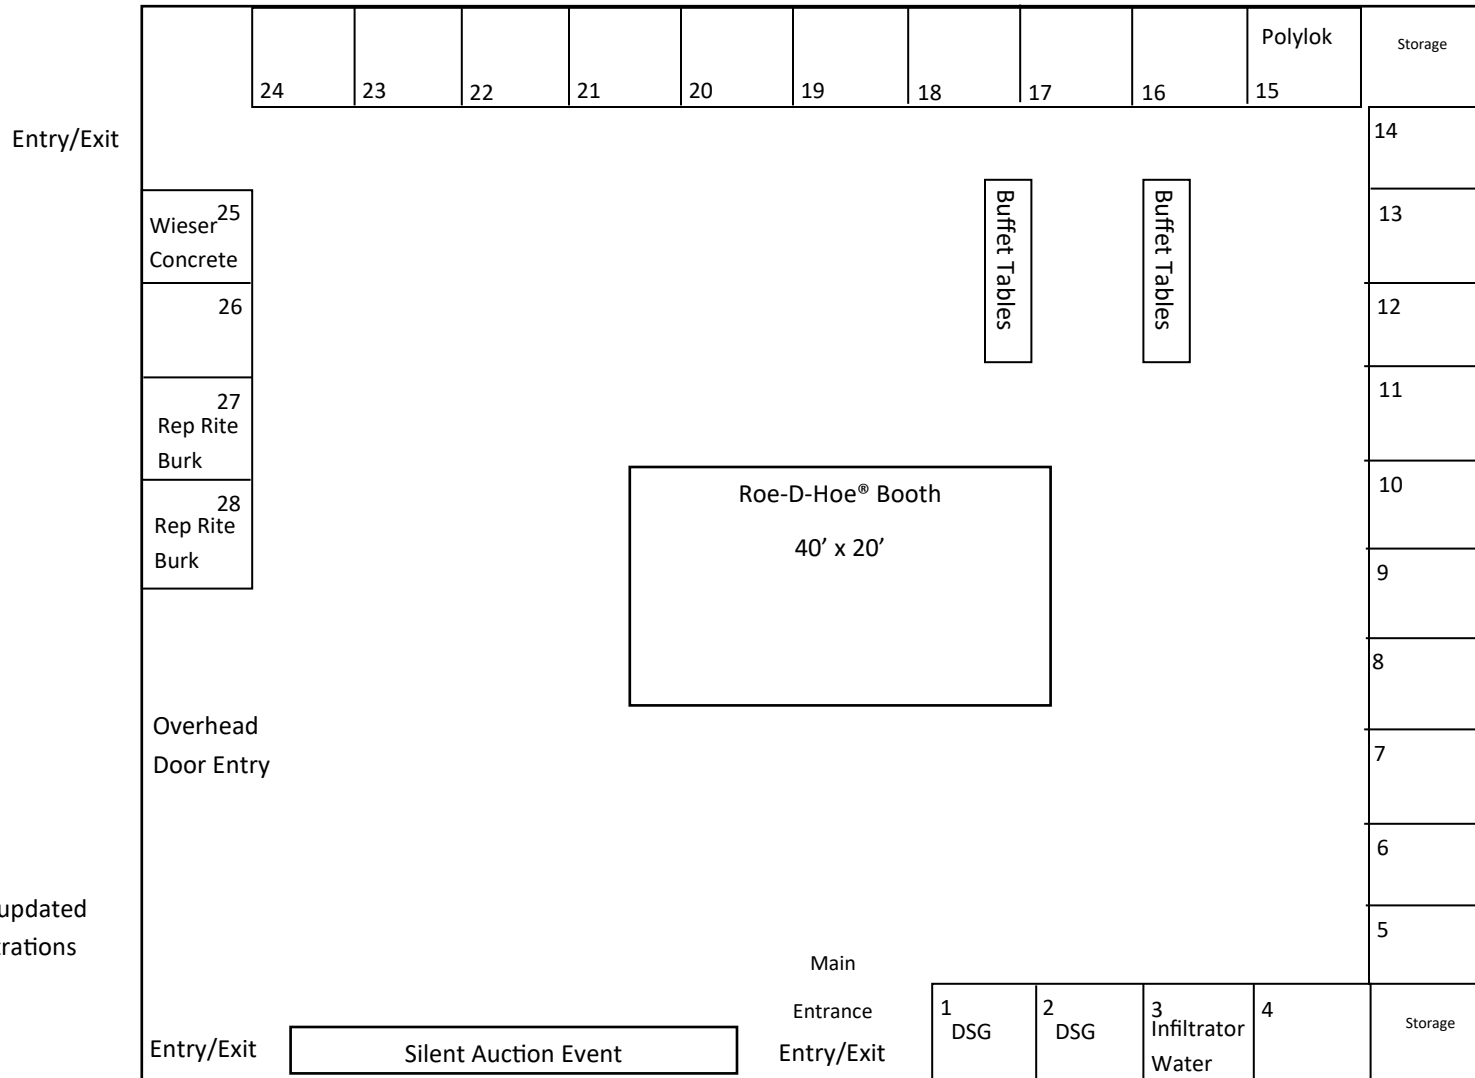 Polylok
Storage
24 23 22 21 20 19 18 17 16 15
Entry/Exit
14
Wieser 25
Concrete
26
27
Rep Rite
Burk
28
Rep Rite
Burk
Buffet Tables
Buffet Tables
13
12
11
10
9
8
7
6
5
Roe-D-Hoe® Booth
40’ x 20’
Overhead
Door Entry
updated
rations
Main
Entrance
Entry/Exit
Entry/Exit
Silent Auction Event
1
DSG
2
DSG
3
Infiltrator
Water
4
Storage